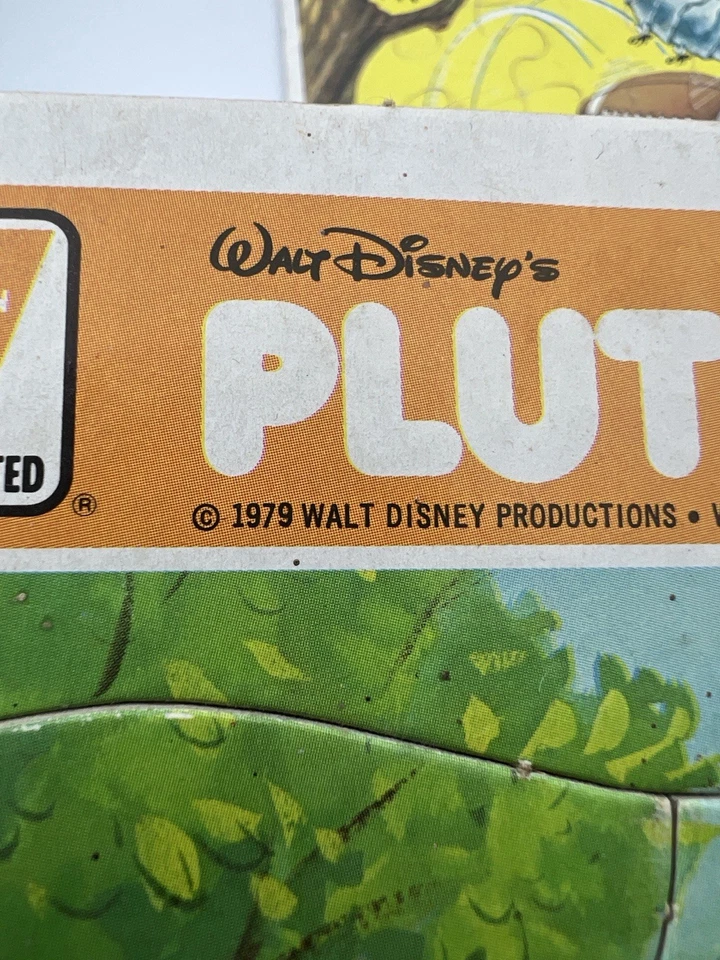 WALT DISNEY'S
PLUT
TED ®
© 1979 WALT DISNEY PRODUCTIONS •